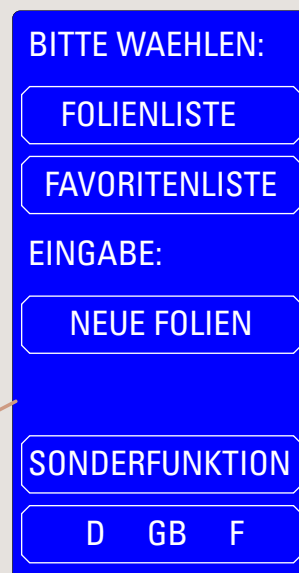 BITTE WAEHLEN:
FOLIENLISTE
FAVORITENLISTE
EINGABE:
NEUE FOLIEN
SONDERFUNKTION
D GB F